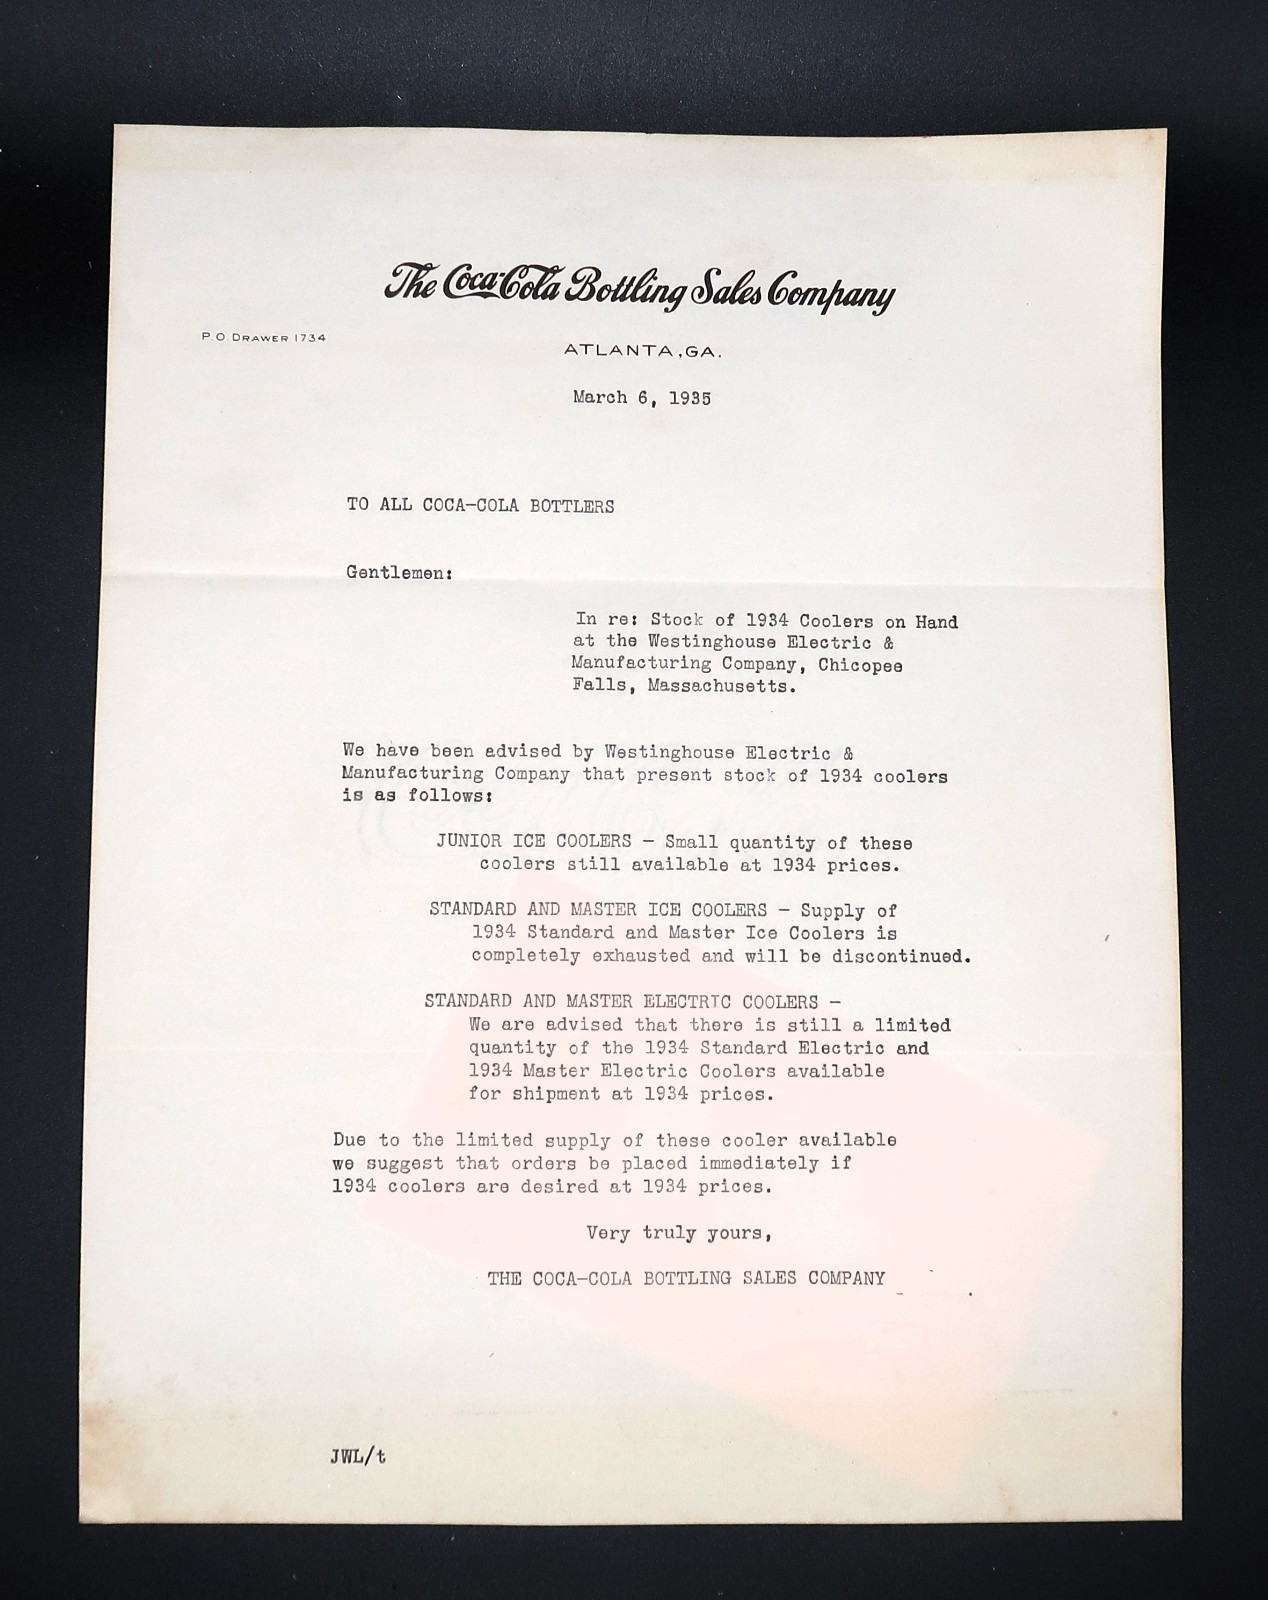 The Coca-Cola Bottling Sales Company
P.O. DRAWER 1734
ATLANTA, GA.
March 6, 1935
TO ALL COCA-COLA BOTTLERS
Gentlemen:
In re: Stock of 1934 Coolers on Hand
at the Westinghouse Electric &
Manufacturing Company, Chicopee
Falls, Massachusetts.
We have been advised by Westinghouse Electric &
Manufacturing Company that present stock of 1934 coolers
is as follows:
JUNIOR ICE COOLERS - Small quantity of these
coolers still available at 1934 prices.
STANDARD AND MASTER ICE COOLERS - Supply of
1934 Standard and Master Ice Coolers is
completely exhausted and will be discontinued.
STANDARD AND MASTER ELECTRIC COOLERS -
We are advised that there is still a limited
quantity of the 1934 Standard Electric and
1934 Master Electric Coolers available
for shipment at 1934 prices.
Due to the limited supply of these cooler available
we suggest that orders be placed immediately if
1934 coolers are desired at 1934 prices.
Very truly yours,
THE COCA-COLA BOTTLING SALES COMPANY
JWL/t